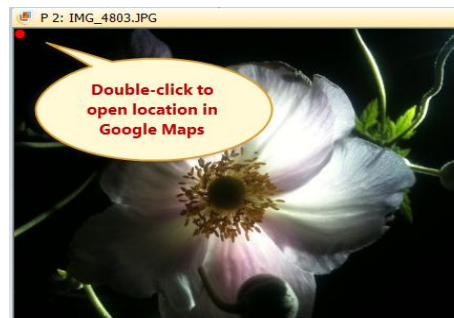 P 2: IMG_4803.JPG
Double-click to
open location in
Google Maps